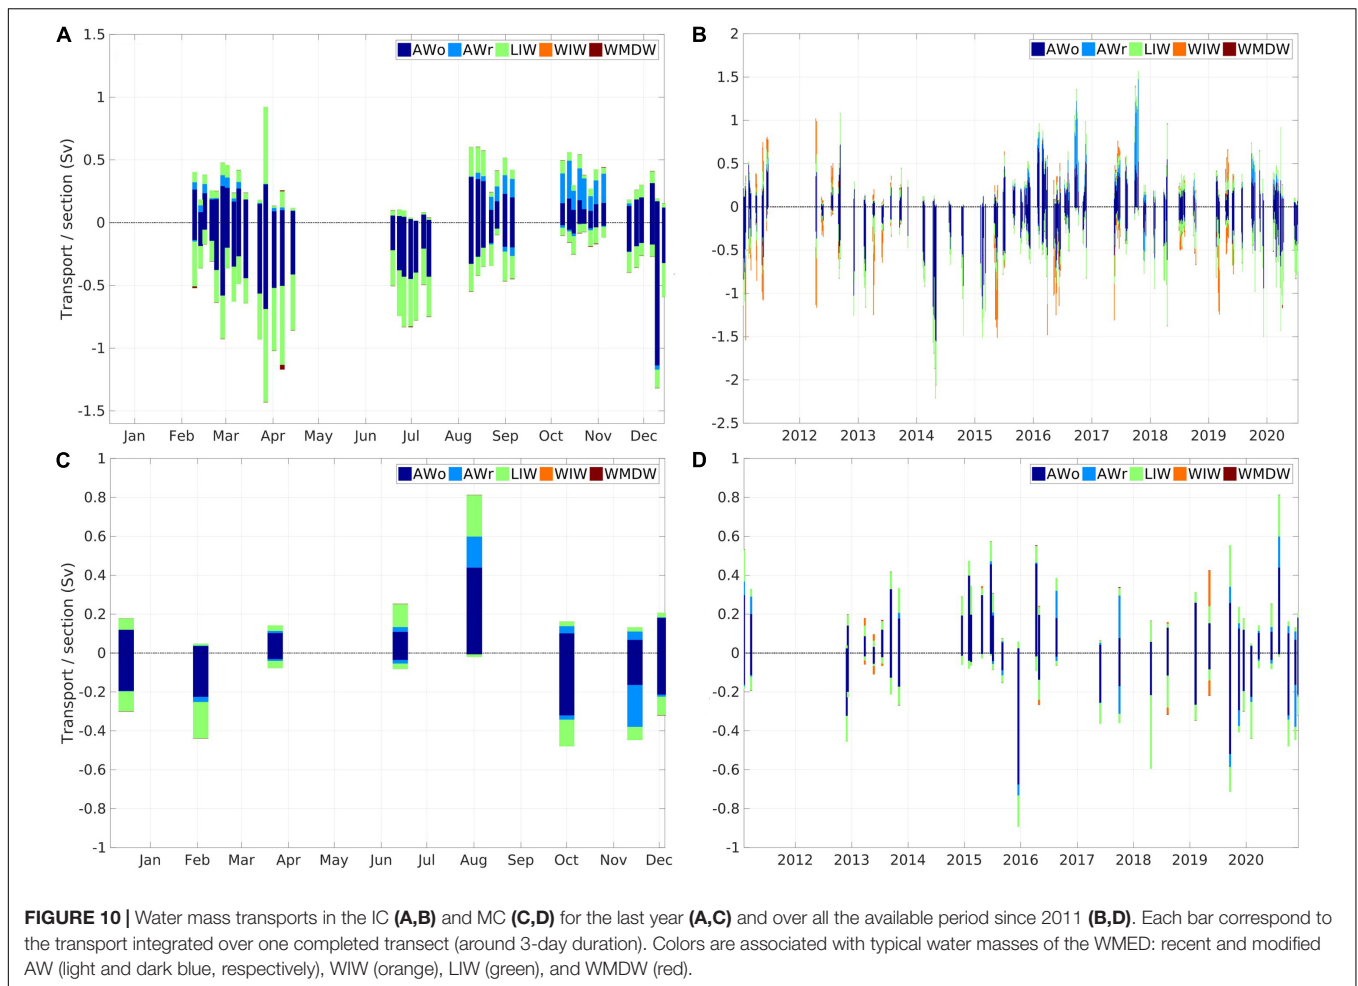 A
1.5
1
0.5
0
-0.5
-1
-1.5
Transport / section (Sv)
AWo AWr LIW WIW WMDW
Jan Feb Mar Apr May Jun Jul Aug Sep Oct Nov Dec
B
2
1.5
1
0.5
0
-0.5
-1
-1.5
-2
-2.5
AWo AWr LIW WIW WMDW
2012 2013 2014 2015 2016 2017 2018 2019 2020
C
1
0.8
0.6
0.4
0.2
0
-0.2
-0.4
-0.6
-0.8
-1
Transport / section (Sv)
AWo AWr LIW WIW WMDW
Jan Feb Mar Apr Jun Jul Aug Sep Oct Nov Dec
D
1
0.8
0.6
0.4
0.2
0
-0.2
-0.4
-0.6
-0.8
-1
AWo AWr LIW WIW WMDW
2012 2013 2014 2015 2016 2017 2018 2019 2020
FIGURE 10 | Water mass transports in the IC (A,B) and MC (C,D) for the last year (A,C) and over all the available period since 2011 (B,D). Each bar correspond to
the transport integrated over one completed transect (around 3-day duration). Colors are associated with typical water masses of the WMED: recent and modified
AW (light and dark blue, respectively), WIW (orange), LIW (green), and WMDW (red).